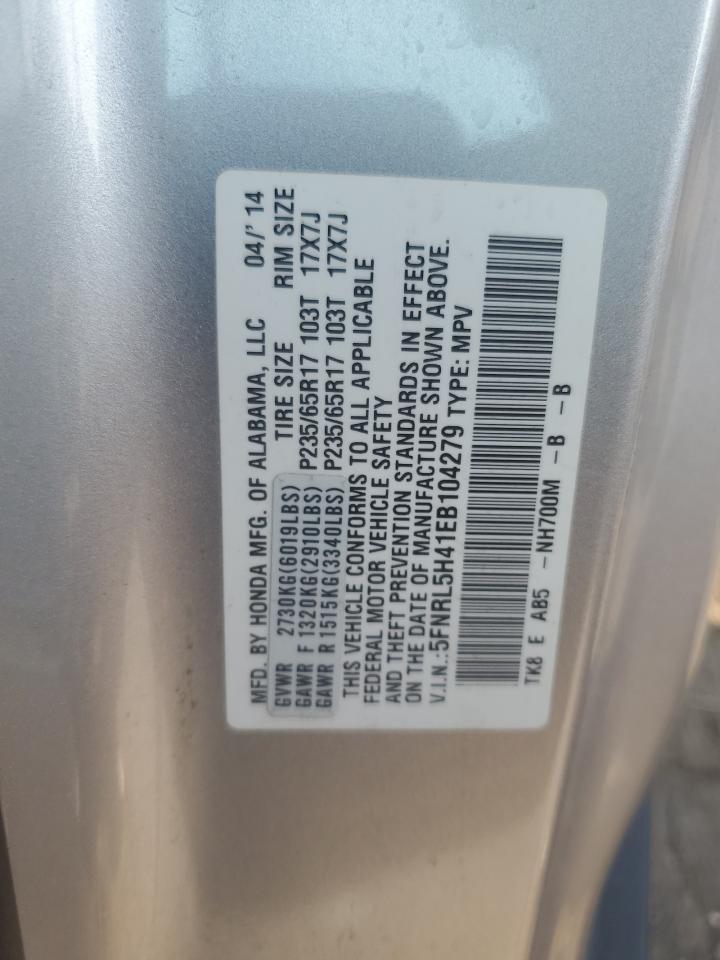 MFD. BY HONDA MFG. OF ALABAMA, LLC 04/' 14
GVWR 2730KG(6019LBS) TIRE SIZE RIM SIZE
GAWR F 1320KG(2910LBS) P235/65R17 103T 17X7J
GAWR R 1515KG(3340LBS) P235/65R17 103T 17X7J
THIS VEHICLE CONFORMS TO ALL APPLICABLE
FEDERAL MOTOR VEHICLE SAFETY
AND THEFT PREVENTION STANDARDS IN EFFECT
ON THE DATE OF MANUFACTURE SHOWN ABOVE.
V.I.N.:5FNRL5H41EB104279 TYPE: MPV
TK8 E AB5 -NH700M -B -B